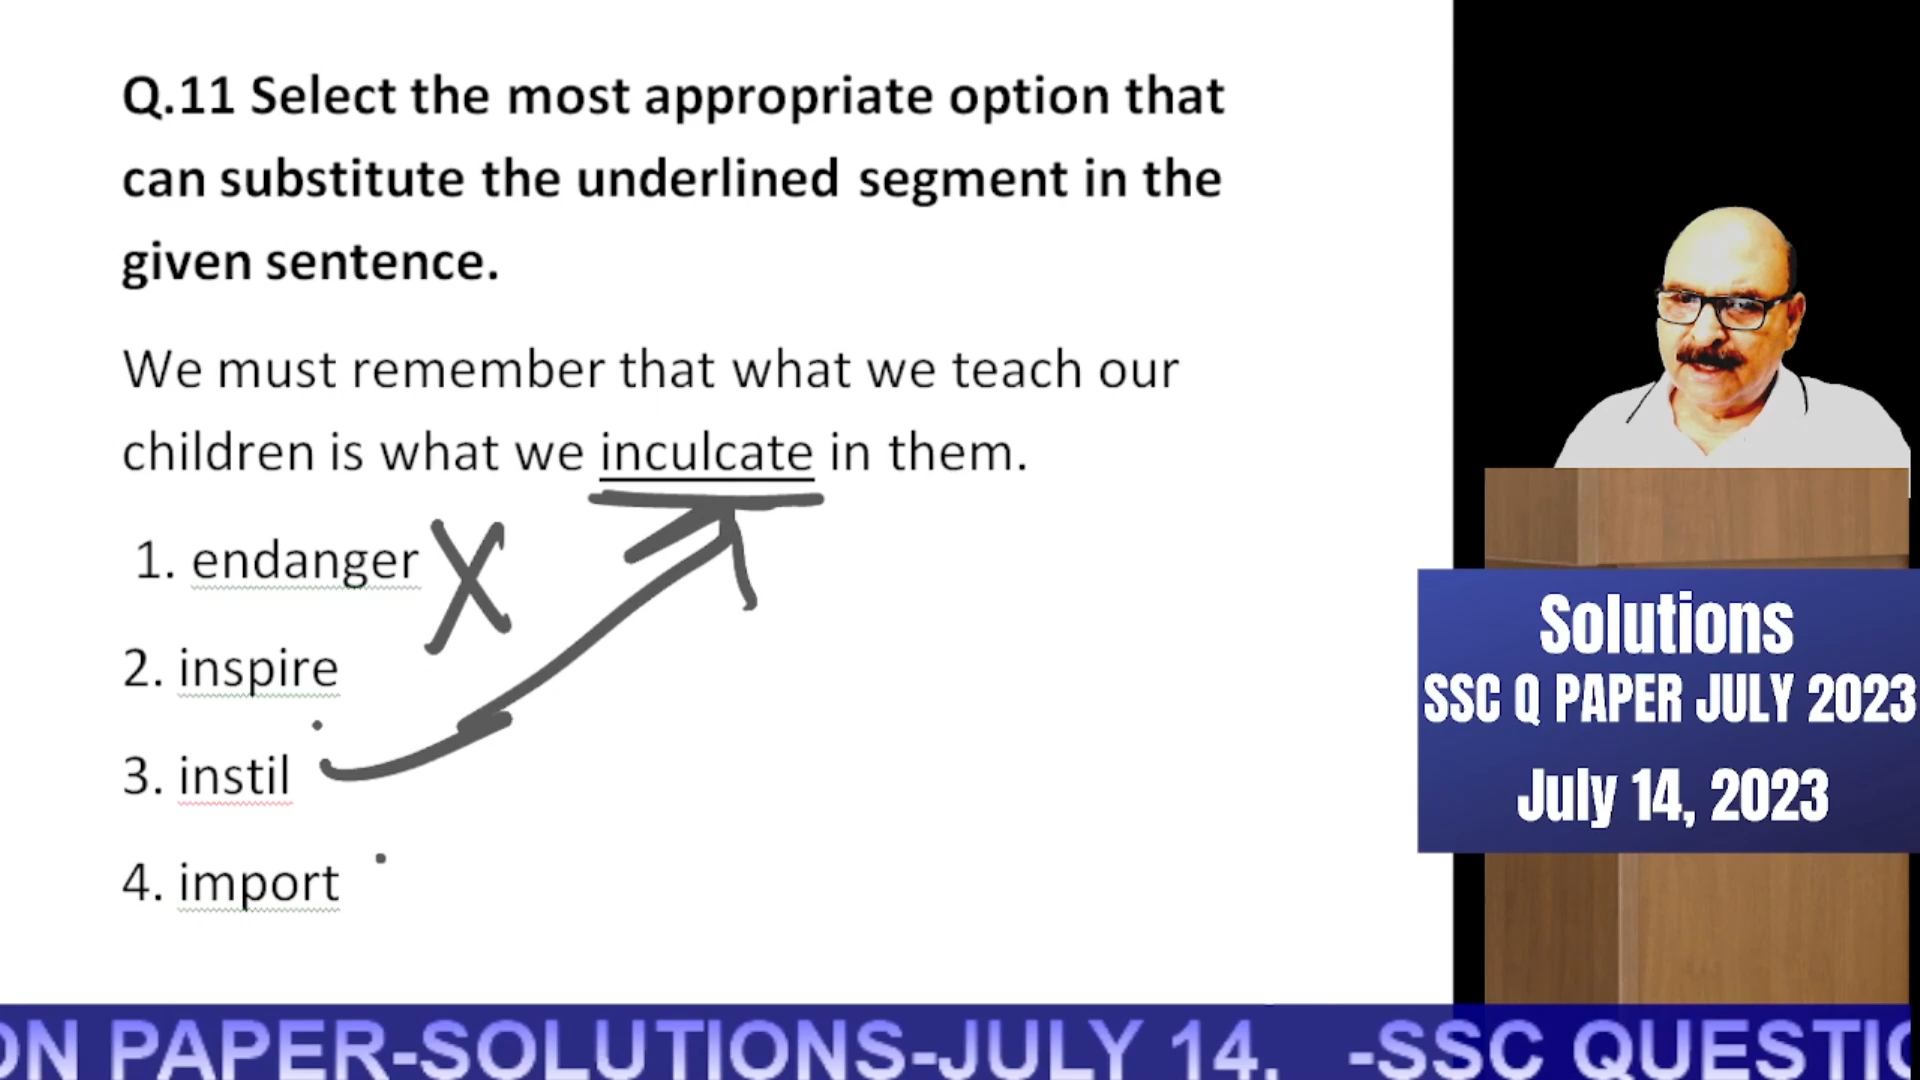 Q.11 Select the most appropriate option that
can substitute the underlined segment in the
given sentence.
We must remember that what we teach our
children is what we inculcate in them.
1. endanger
2. inspire
3. instil
4. import
Solutions
SSC Q PAPER JULY 2023
July 14, 2023
ON PAPER-SOLUTIONS-JULY 14. -SSC QUESTIO